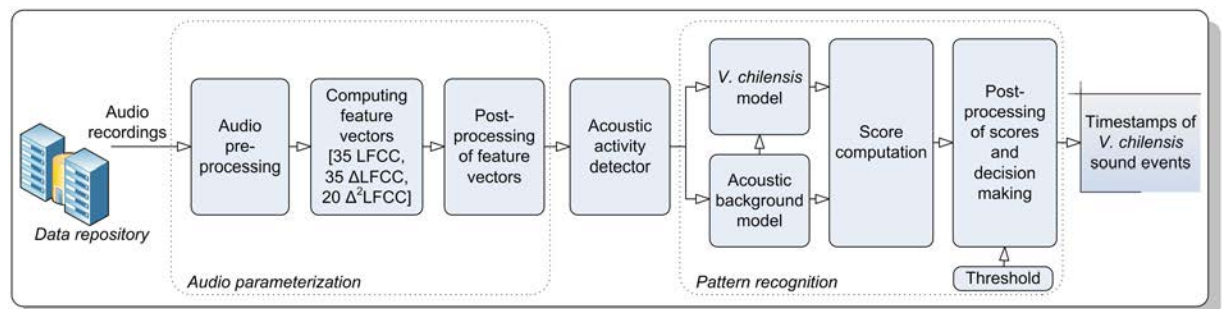 Audio
recordings
Data repository
Audio
pre-
processing
Computing
feature
vectors
[35 LFCC,
35 ΔLFCC,
20 Δ²LFCC]
Post-
processing
of feature
vectors
Audio parameterization
Acoustic
activity
detector
V. chilensis
model
Acoustic
background
model
Score
computation
Post-
processing
of scores
and
decision
making
Threshold
Pattern recognition
Timestamps of
V. chilensis
sound events